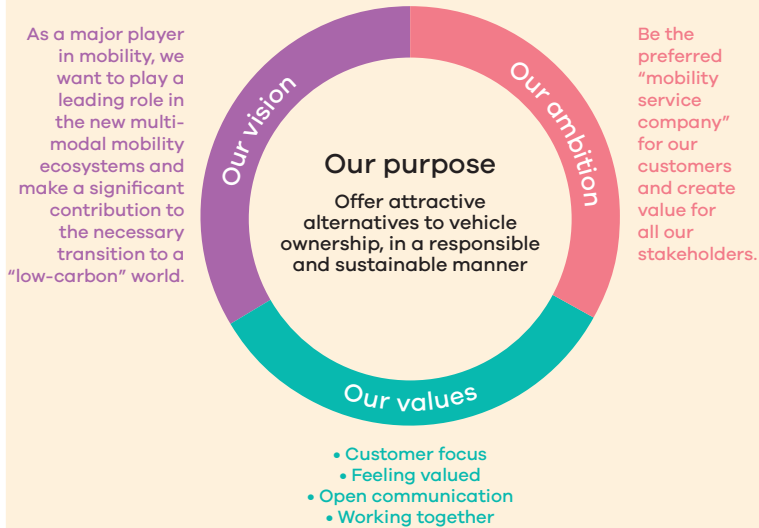 As a major player
in mobility, we
want to play a
leading role in
the new multi-
modal mobility
ecosystems and
make a significant
contribution to
the necessary
transition to a
“low-carbon” world.
Our vision
Our purpose
Offer attractive
alternatives to vehicle
ownership, in a responsible
and sustainable manner
Our ambition
Be the
preferred
“mobility
service
company”
for our
customers
and create
value for
all our
stakeholders.
Our values
• Customer focus
• Feeling valued
• Open communication
• Working together